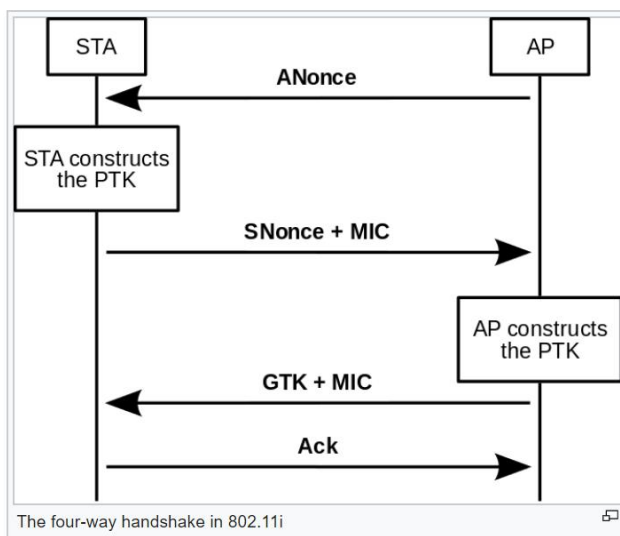 STA
AP
ANonce
STA constructs
the PTK
SNonce + MIC
AP constructs
the PTK
GTK + MIC
Ack
The four-way handshake in 802.11i